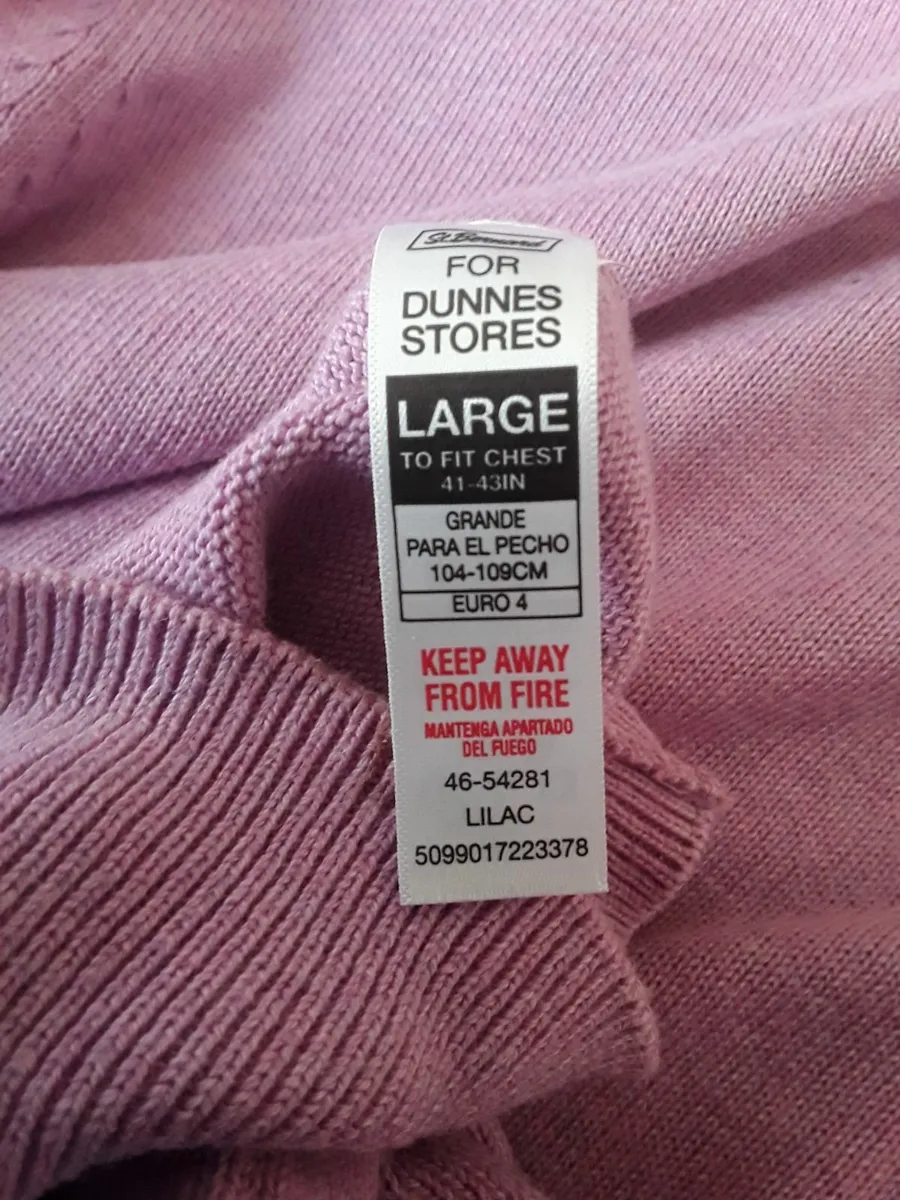 St. Bernard
FOR
DUNNES
STORES
LARGE
TO FIT CHEST
41-43IN
GRANDE
PARA EL PECHO
104-109CM
EURO 4
KEEP AWAY
FROM FIRE
MANTENGA APARTADO
DEL FUEGO
46-54281
LILAC
5099017223378